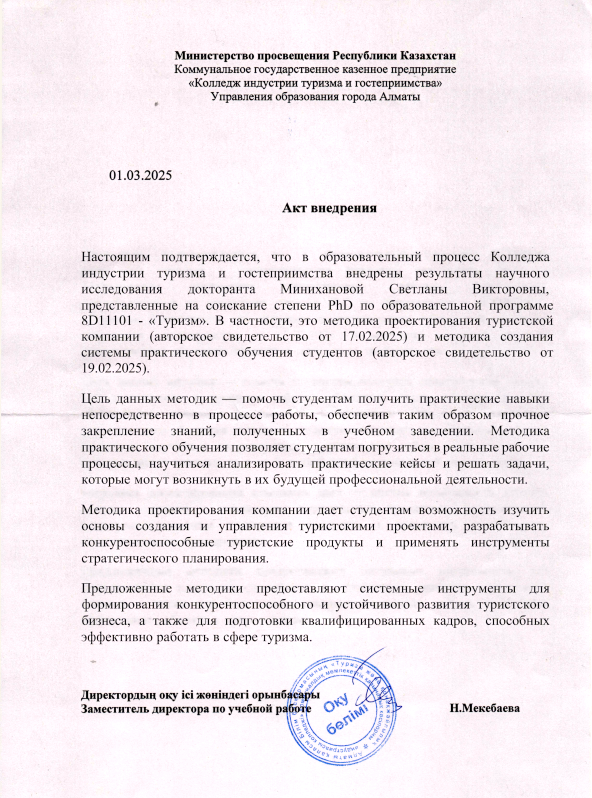 Министерство просвещения Республики Казахстан
Коммунальное государственное казенное предприятие
«Колледж индустрии туризма и гостеприимства»
Управления образования города Алматы
01.03.2025
Акт внедрения
Настоящим подтверждается, что в образовательный процесс Колледжа
индустрии туризма и гостеприимства внедрены результаты научного
исследования докторанта Минихановой Светланы Викторовны,
представленные на соискание степени PhD по образовательной программе
8D11101 - «Туризм». В частности, это методика проектирования туристской
компании (авторское свидетельство от 17.02.2025) и методика создания
системы практического обучения студентов (авторское свидетельство от
19.02.2025).
Цель данных методик — помочь студентам получить практические навыки
непосредственно в процессе работы, обеспечив таким образом прочное
закрепление знаний, полученных в учебном заведении. Методика
практического обучения позволяет студентам погрузиться в реальные рабочие
процессы, научиться анализировать практические кейсы и решать задачи,
которые могут возникнуть в их будущей профессиональной деятельности.
Методика проектирования компании дает студентам возможность изучить
основы создания и управления туристскими проектами, разрабатывать
конкурентоспособные туристские продукты и применять инструменты
стратегического планирования.
Предложенные методики предоставляют системные инструменты для
формирования конкурентоспособного и устойчивого развития туристского
бизнеса, а также для подготовки квалифицированных кадров, способных
эффективно работать в сфере туризма.
Директордың оқу ісі жөніндегі орынбасары
Заместитель директора по учебной работе Н.Мекебаева
Оқу
бөлімі